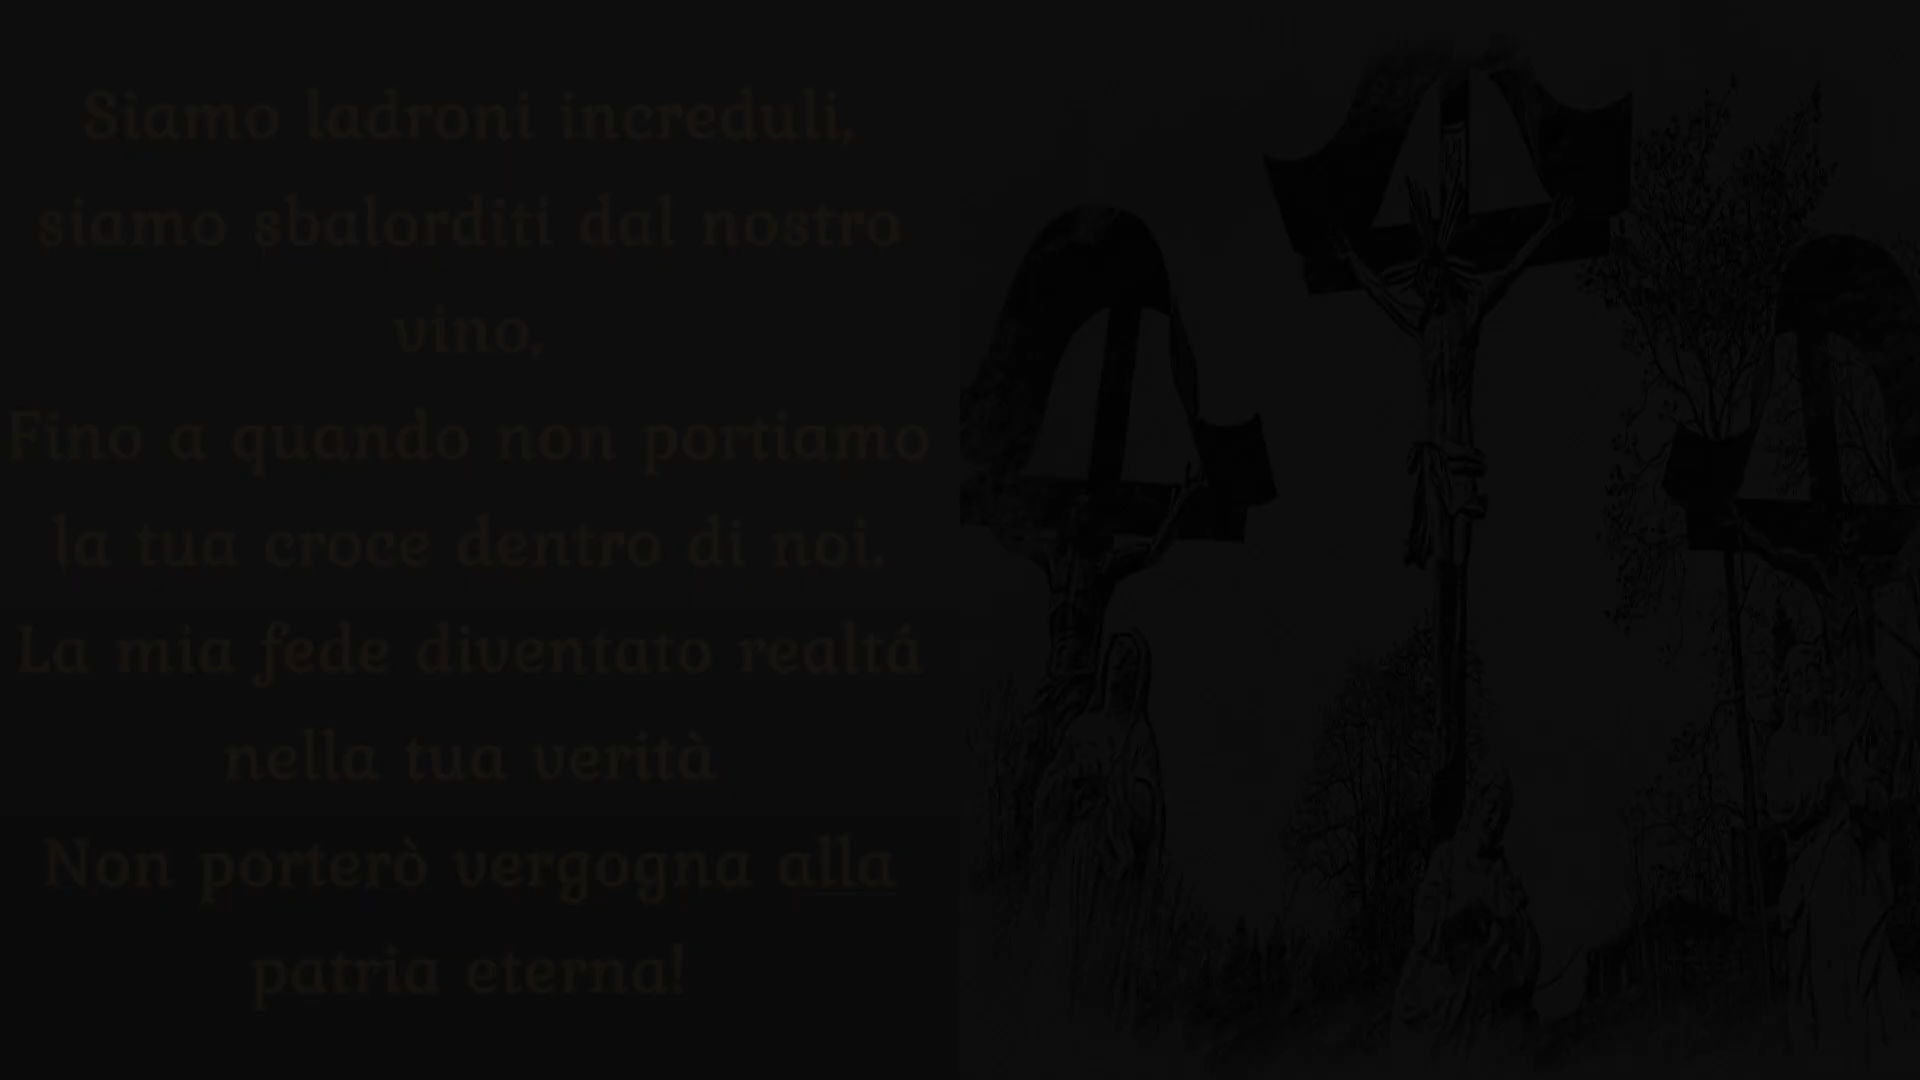 Siamo ladroni increduli,
siamo sbalorditi dal nostro
vino,
Fino a quando non portiamo
la tua croce dentro di noi.
La mia fede diventato realtá
nella tua verità
Non porterò vergogna alla
patria eterna!